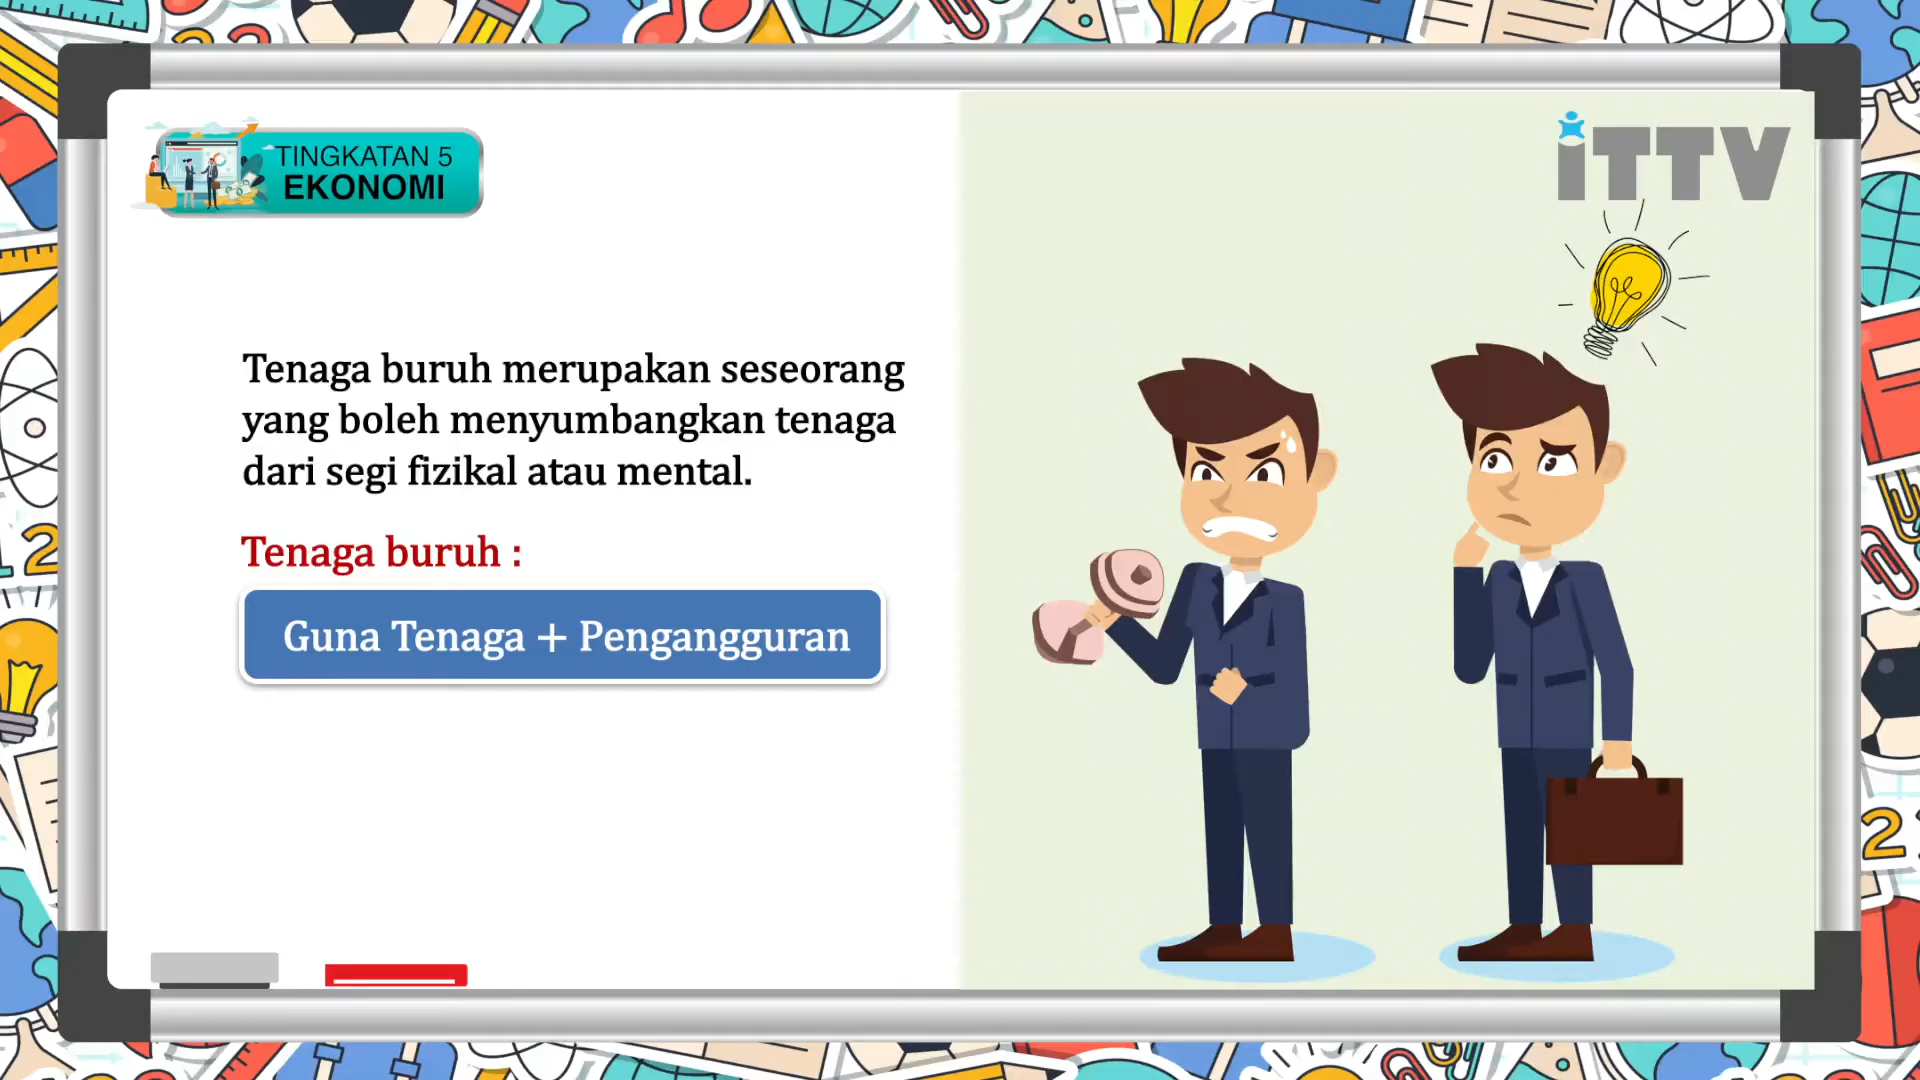 TINGKATAN 5
EKONOMI
iTTV
Tenaga buruh merupakan seseorang
yang boleh menyumbangkan tenaga
dari segi fizikal atau mental.
Tenaga buruh :
Guna Tenaga + Pengangguran